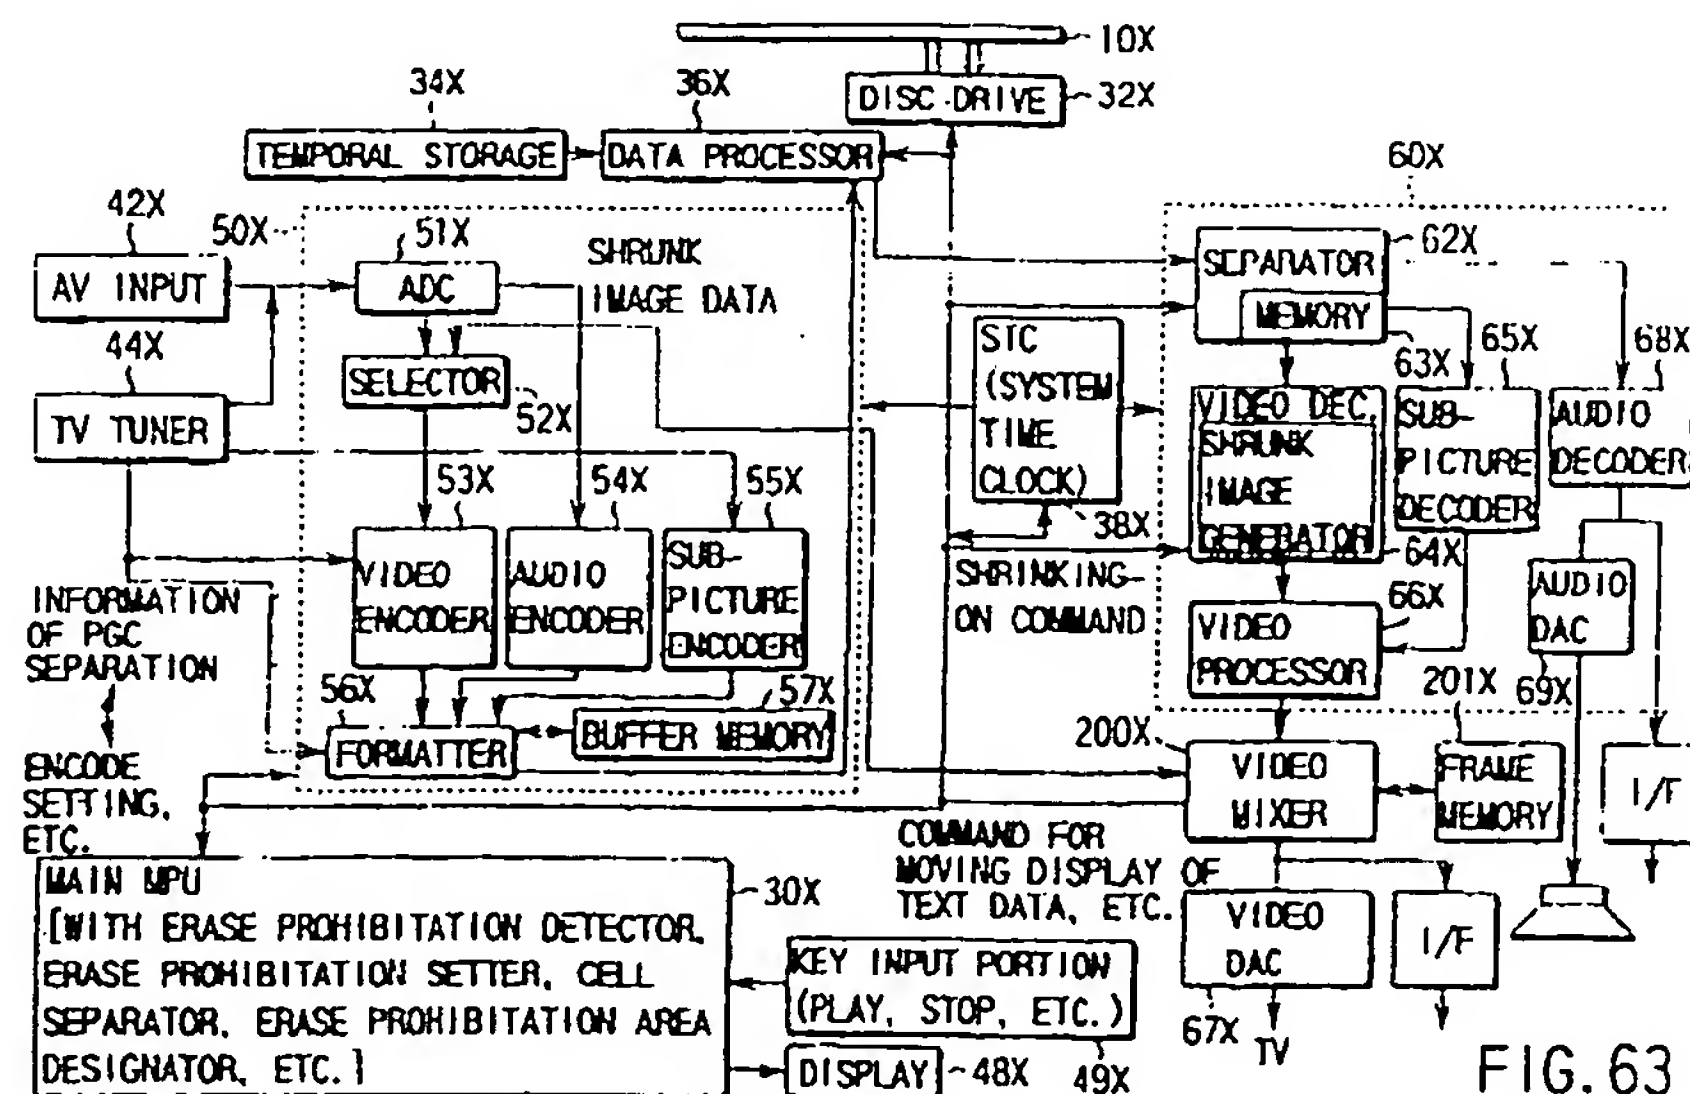 10X
DISC DRIVE
32X
34X
36X
TEMPORAL STORAGE
DATA PROCESSOR
60X
42X
50X
51X
SHRUNK
IMAGE DATA
62X
AV INPUT
ADC
SEPARATOR
MEMORY
44X
STC
(SYSTEM
TIME
CLOCK)
63X
65X
68X
SELECTOR
52X
TV TUNER
VIDEO DEC.
SHRUNK
IMAGE
GENERATOR
SUB-
PICTURE
DECODER
AUDIO
DECODER
53X
54X
55X
38X
64X
VIDEO
ENCODER
AUDIO
ENCODER
SUB-
PICTURE
ENCODER
SHRINKING-
ON COMMAND
66X
AUDIO
DAC
INFORMATION
OF PGC
SEPARATION
VIDEO
PROCESSOR
56X
57X
201X
69X
FORMATTER
BUFFER MEMORY
200X
ENCODE
SETTING,
ETC.
VIDEO
MIXER
FRAME
MEMORY
I/F
COMMAND FOR
MOVING DISPLAY OF
TEXT DATA, ETC.
MAIN MPU
[WITH ERASE PROHIBITATION DETECTOR,
ERASE PROHIBITATION SETTER, CELL
SEPARATOR, ERASE PROHIBITATION AREA
DESIGNATOR, ETC.]
30X
VIDEO
DAC
I/F
KEY INPUT PORTION
(PLAY, STOP, ETC.)
67X
TV
DISPLAY
48X
49X
FIG.63